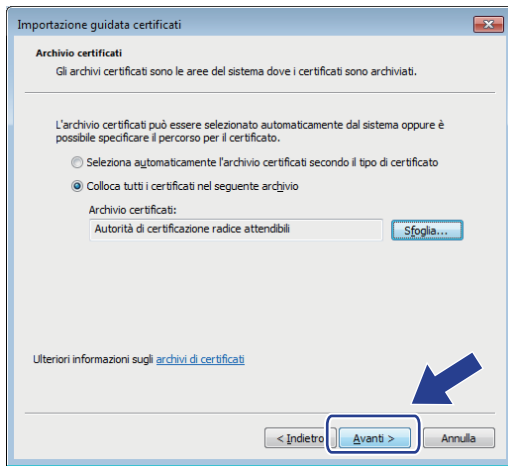 Importazione guidata certificati
Archivio certificati
Gli archivi certificati sono le aree del sistema dove i certificati sono archiviati.
L'archivio certificati può essere selezionato automaticamente dal sistema oppure è
possibile specificare il percorso per il certificato.
Seleziona automaticamente l'archivio certificati secondo il tipo di certificato
Colloca tutti i certificati nel seguente archivio
Archivio certificati:
Autorità di certificazione radice attendibili
Sfoglia...
Ulteriori informazioni sugli archivi di certificati
< Indietro
Avanti >
Annulla